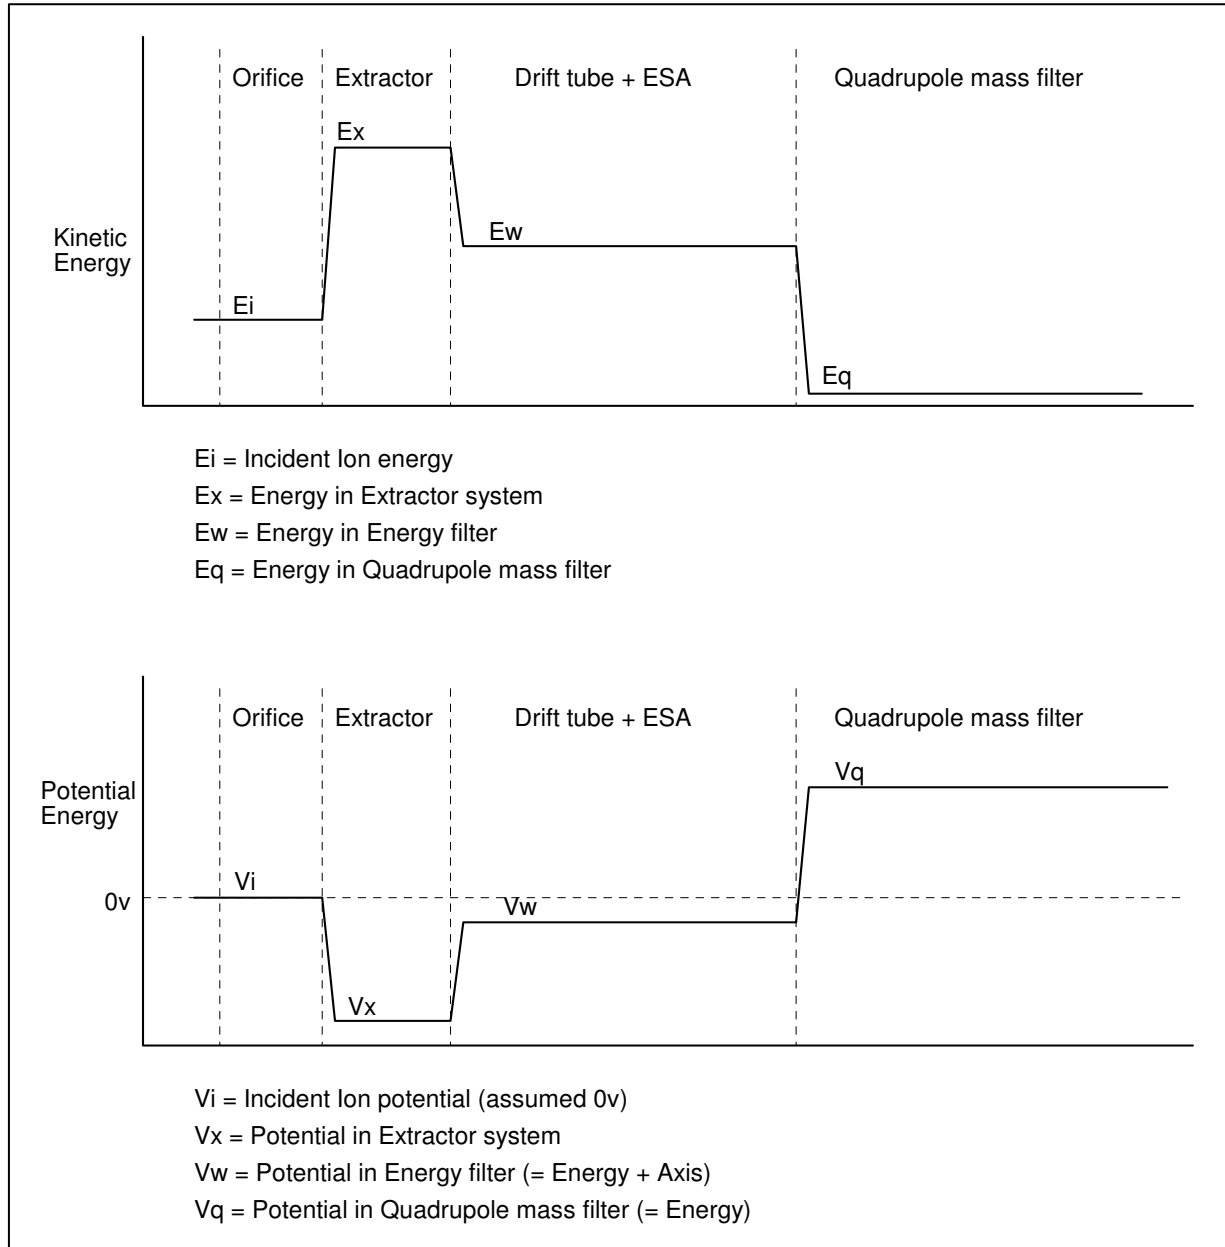 Orifice Extractor Drift tube + ESA Quadrupole mass filter
Ex
Kinetic
Energy
Ew
Ei
Eq
Ei = Incident Ion energy
Ex = Energy in Extractor system
Ew = Energy in Energy filter
Eq = Energy in Quadrupole mass filter
Orifice Extractor Drift tube + ESA Quadrupole mass filter
Vq
Potential
Energy
Vi
0v
Vw
Vx
Vi = Incident Ion potential (assumed 0v)
Vx = Potential in Extractor system
Vw = Potential in Energy filter (= Energy + Axis)
Vq = Potential in Quadrupole mass filter (= Energy)